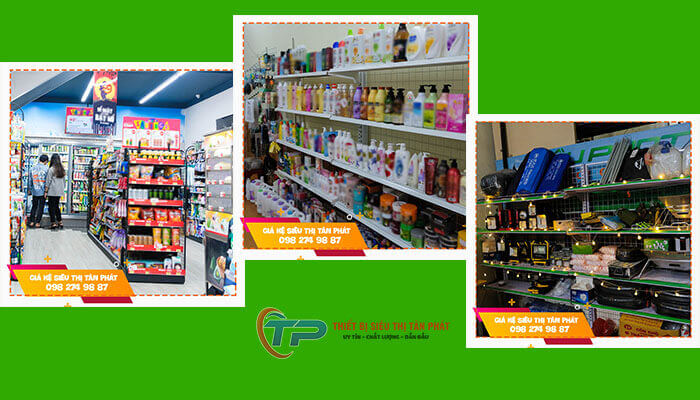 GIÁ KỆ SIÊU THỊ TÂN PHÁT
098 274 98 87
GIÁ KỆ SIÊU THỊ TÂN PHÁT
098 274 98 87
GIÁ KỆ SIÊU THỊ TÂN PHÁT
098 274 98 87
TP
THIẾT BỊ SIÊU THỊ TÂN PHÁT
UY TÍN - CHẤT LƯỢNG - DẪN ĐẦU